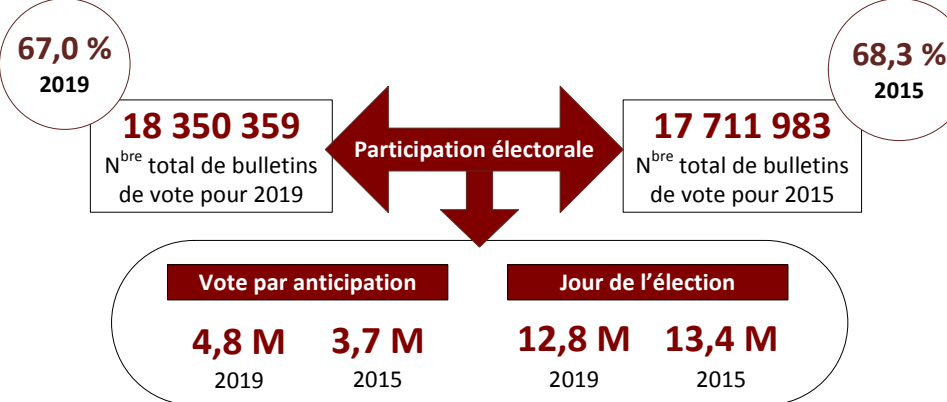 67,0 %
2019
68,3 %
2015
18 350 359
Nbre total de bulletins
de vote pour 2019
Participation électorale
17 711 983
Nbre total de bulletins
de vote pour 2015
Vote par anticipation
Jour de l'élection
4,8 M 3,7 M 12,8 M 13,4 M
2019 2015 2019 2015